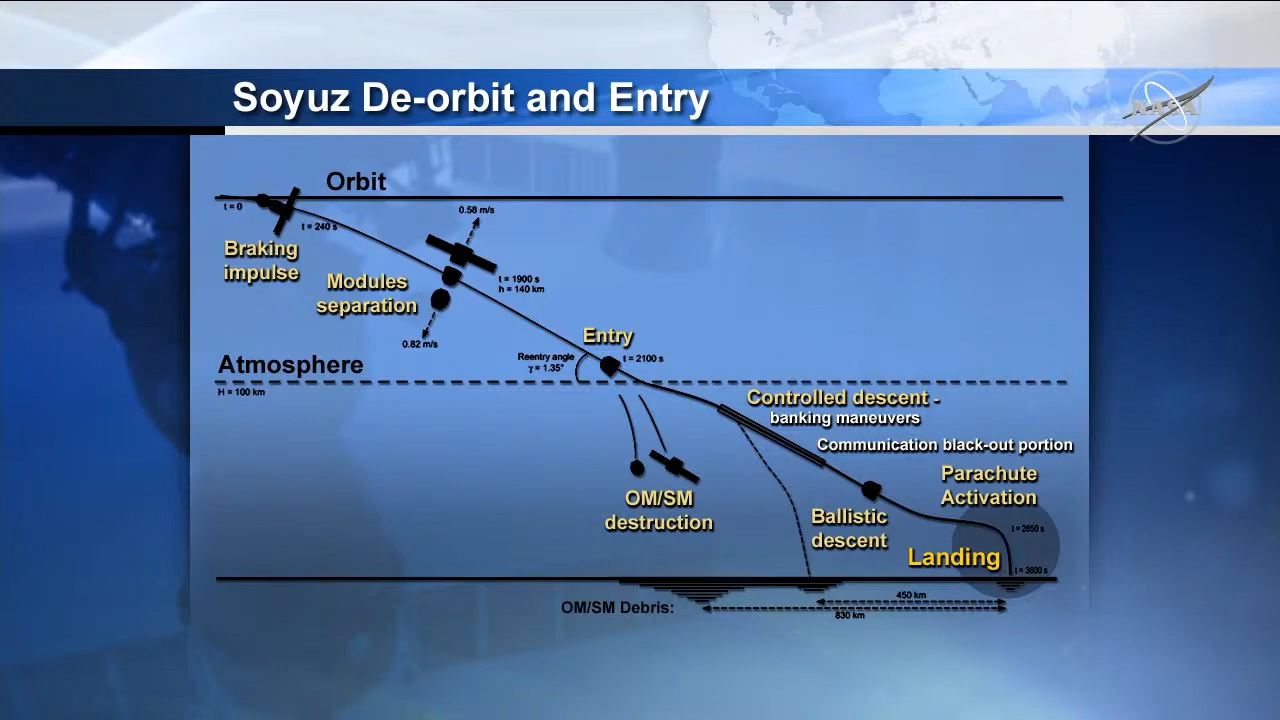 Soyuz De-orbit and Entry
NASA
Orbit
t = 0
t = 240 s
Braking
impulse
0.58 m/s
Modules
separation
t = 1900 s
h = 140 km
0.82 m/s
Entry
t = 2100 s
Reentry angle
γ = 1.35°
Atmosphere
H = 100 km
Controlled descent -
banking maneuvers
Communication black-out portion
Parachute
Activation
OM/SM
destruction
Ballistic
descent
t = 2650 s
Landing
t = 3600 s
450 km
OM/SM Debris:
830 km